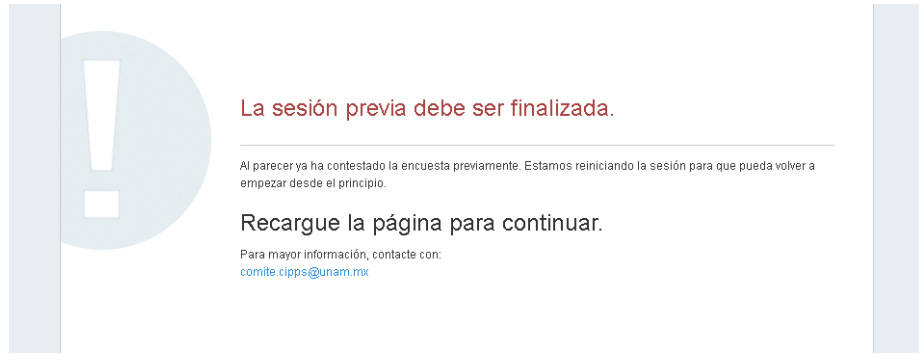 La sesión previa debe ser finalizada.
Al parecer ya ha contestado la encuesta previamente. Estamos reiniciando la sesión para que pueda volver a
empezar desde el principio.
Recargue la página para continuar.
Para mayor información, contacte con:
comite.cipps@unam.mx